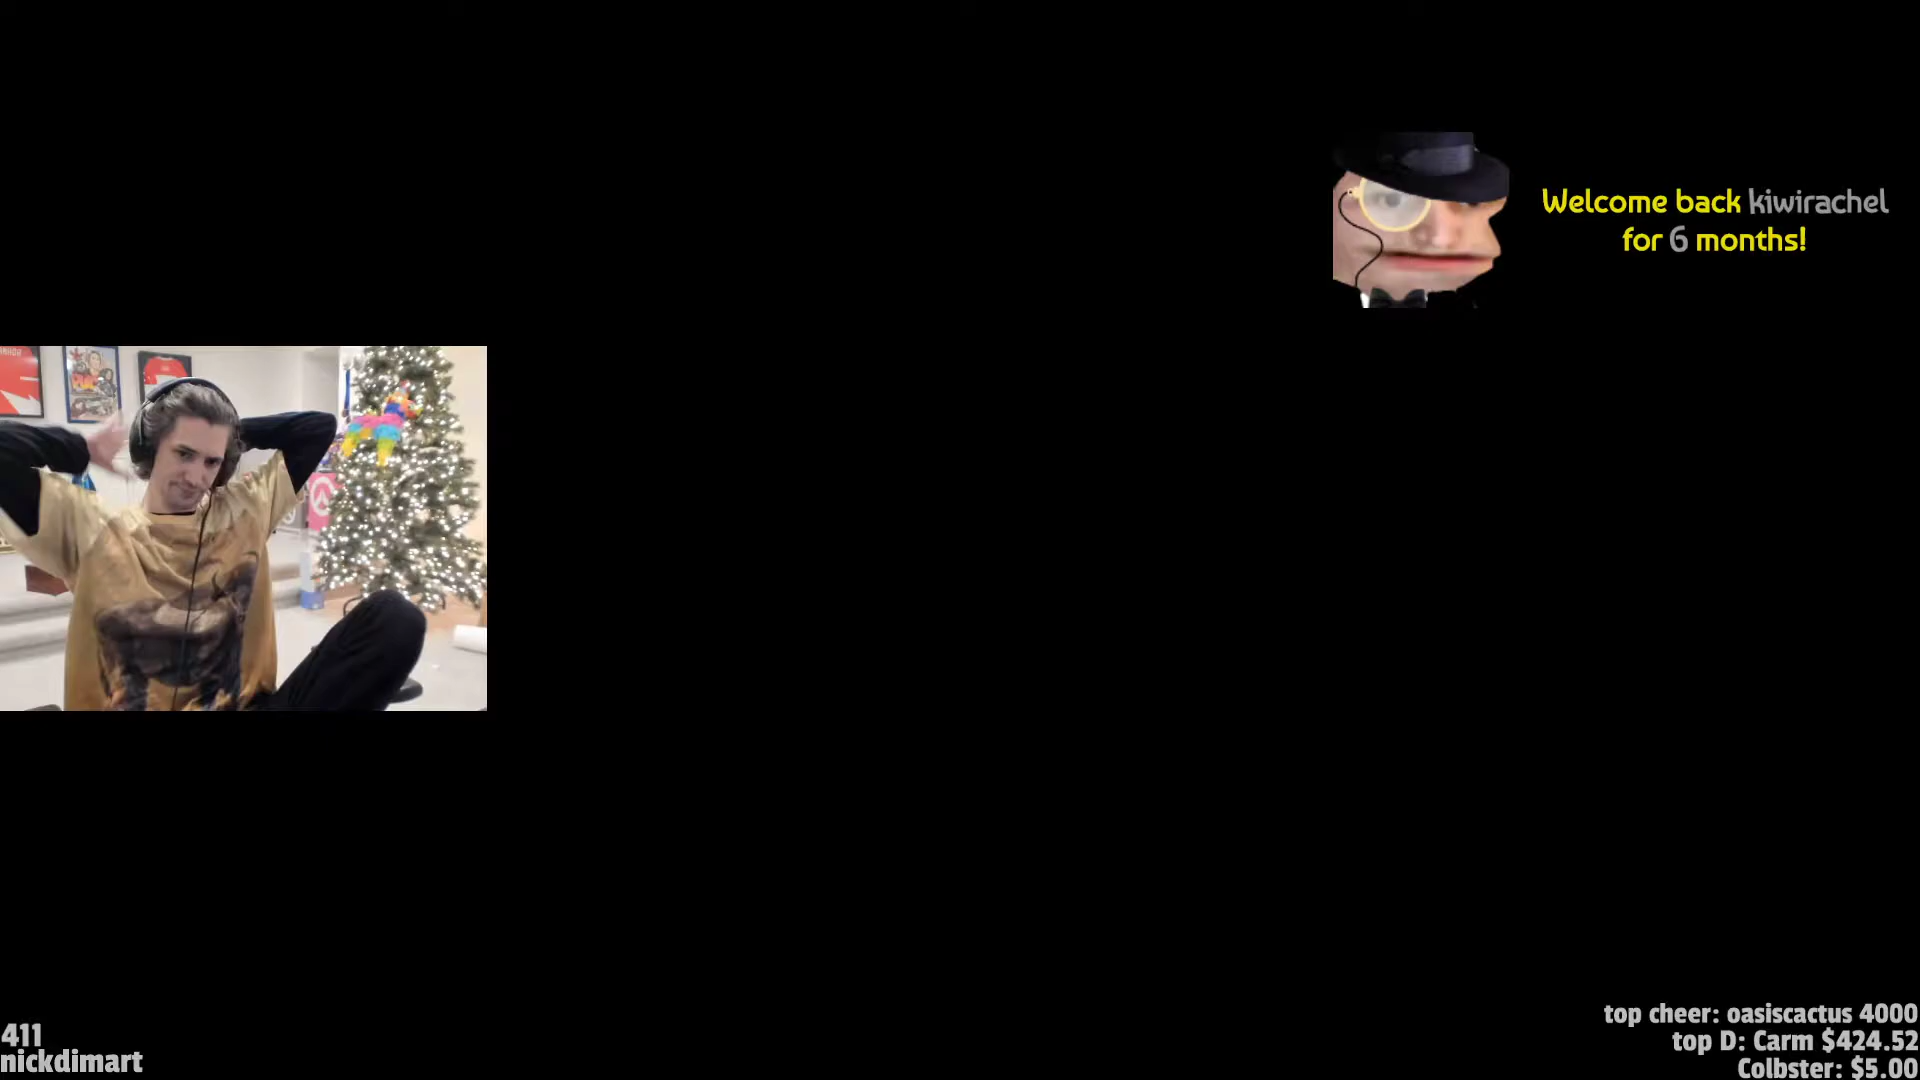 Welcome back kiwirachel
for 6 months!
411
nickdimart
top cheer: oasiscactus 4000
top D: Carm $424.52
Colbster: $5.00